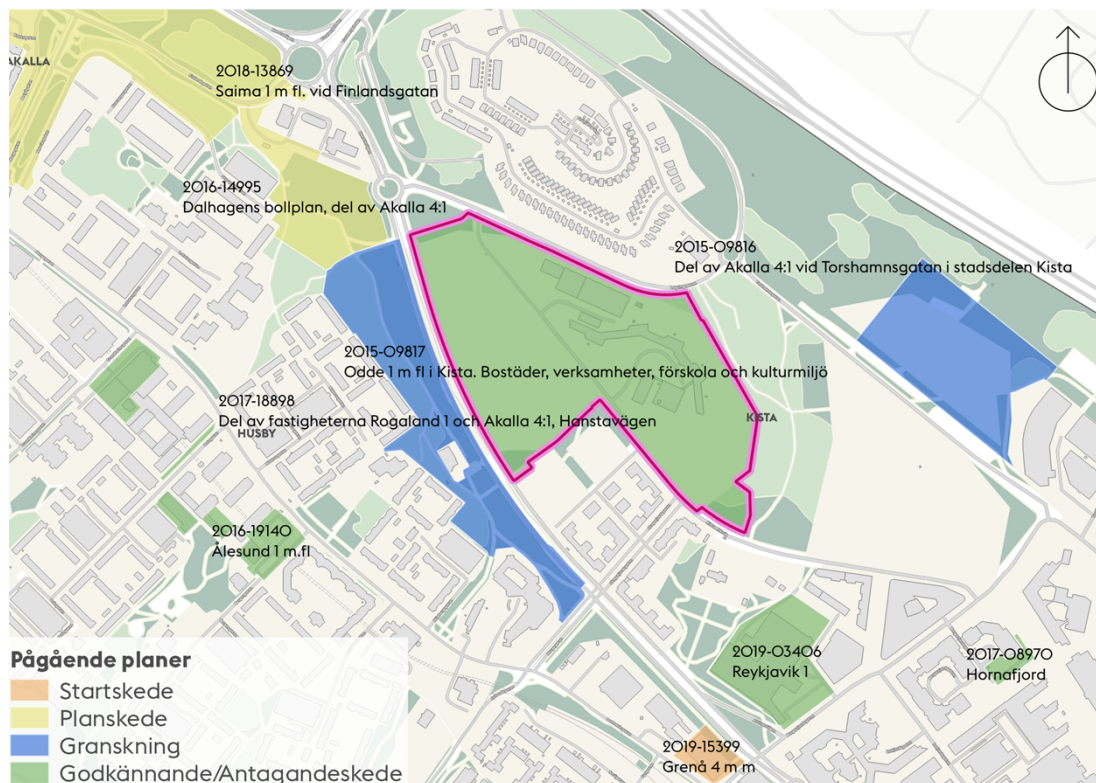 AKALLA
2018-13869
Saima 1 m fl. vid Finlandsgatan
2016-14995
Dalhagens bollplan, del av Akalla 4:1
2015-09816
Del av Akalla 4:1 vid Torshamnsgatan i stadsdelen Kista
2015-09817
Odde 1 m fl i Kista. Bostäder, verksamheter, förskola och kulturmiljö
2017-18898
Del av fastigheterna Rogaland 1 och Akalla 4:1, Hanstavägen
KISTA
HUSBY
2016-19140
Ålesund 1 m.fl
2019-03406
Reykjavik 1
2017-08970
Hornafjord
2019-15399
Grenå 4 m m
Pågående planer
Startskede
Planskede
Granskning
Godkännande/Antagandeskede